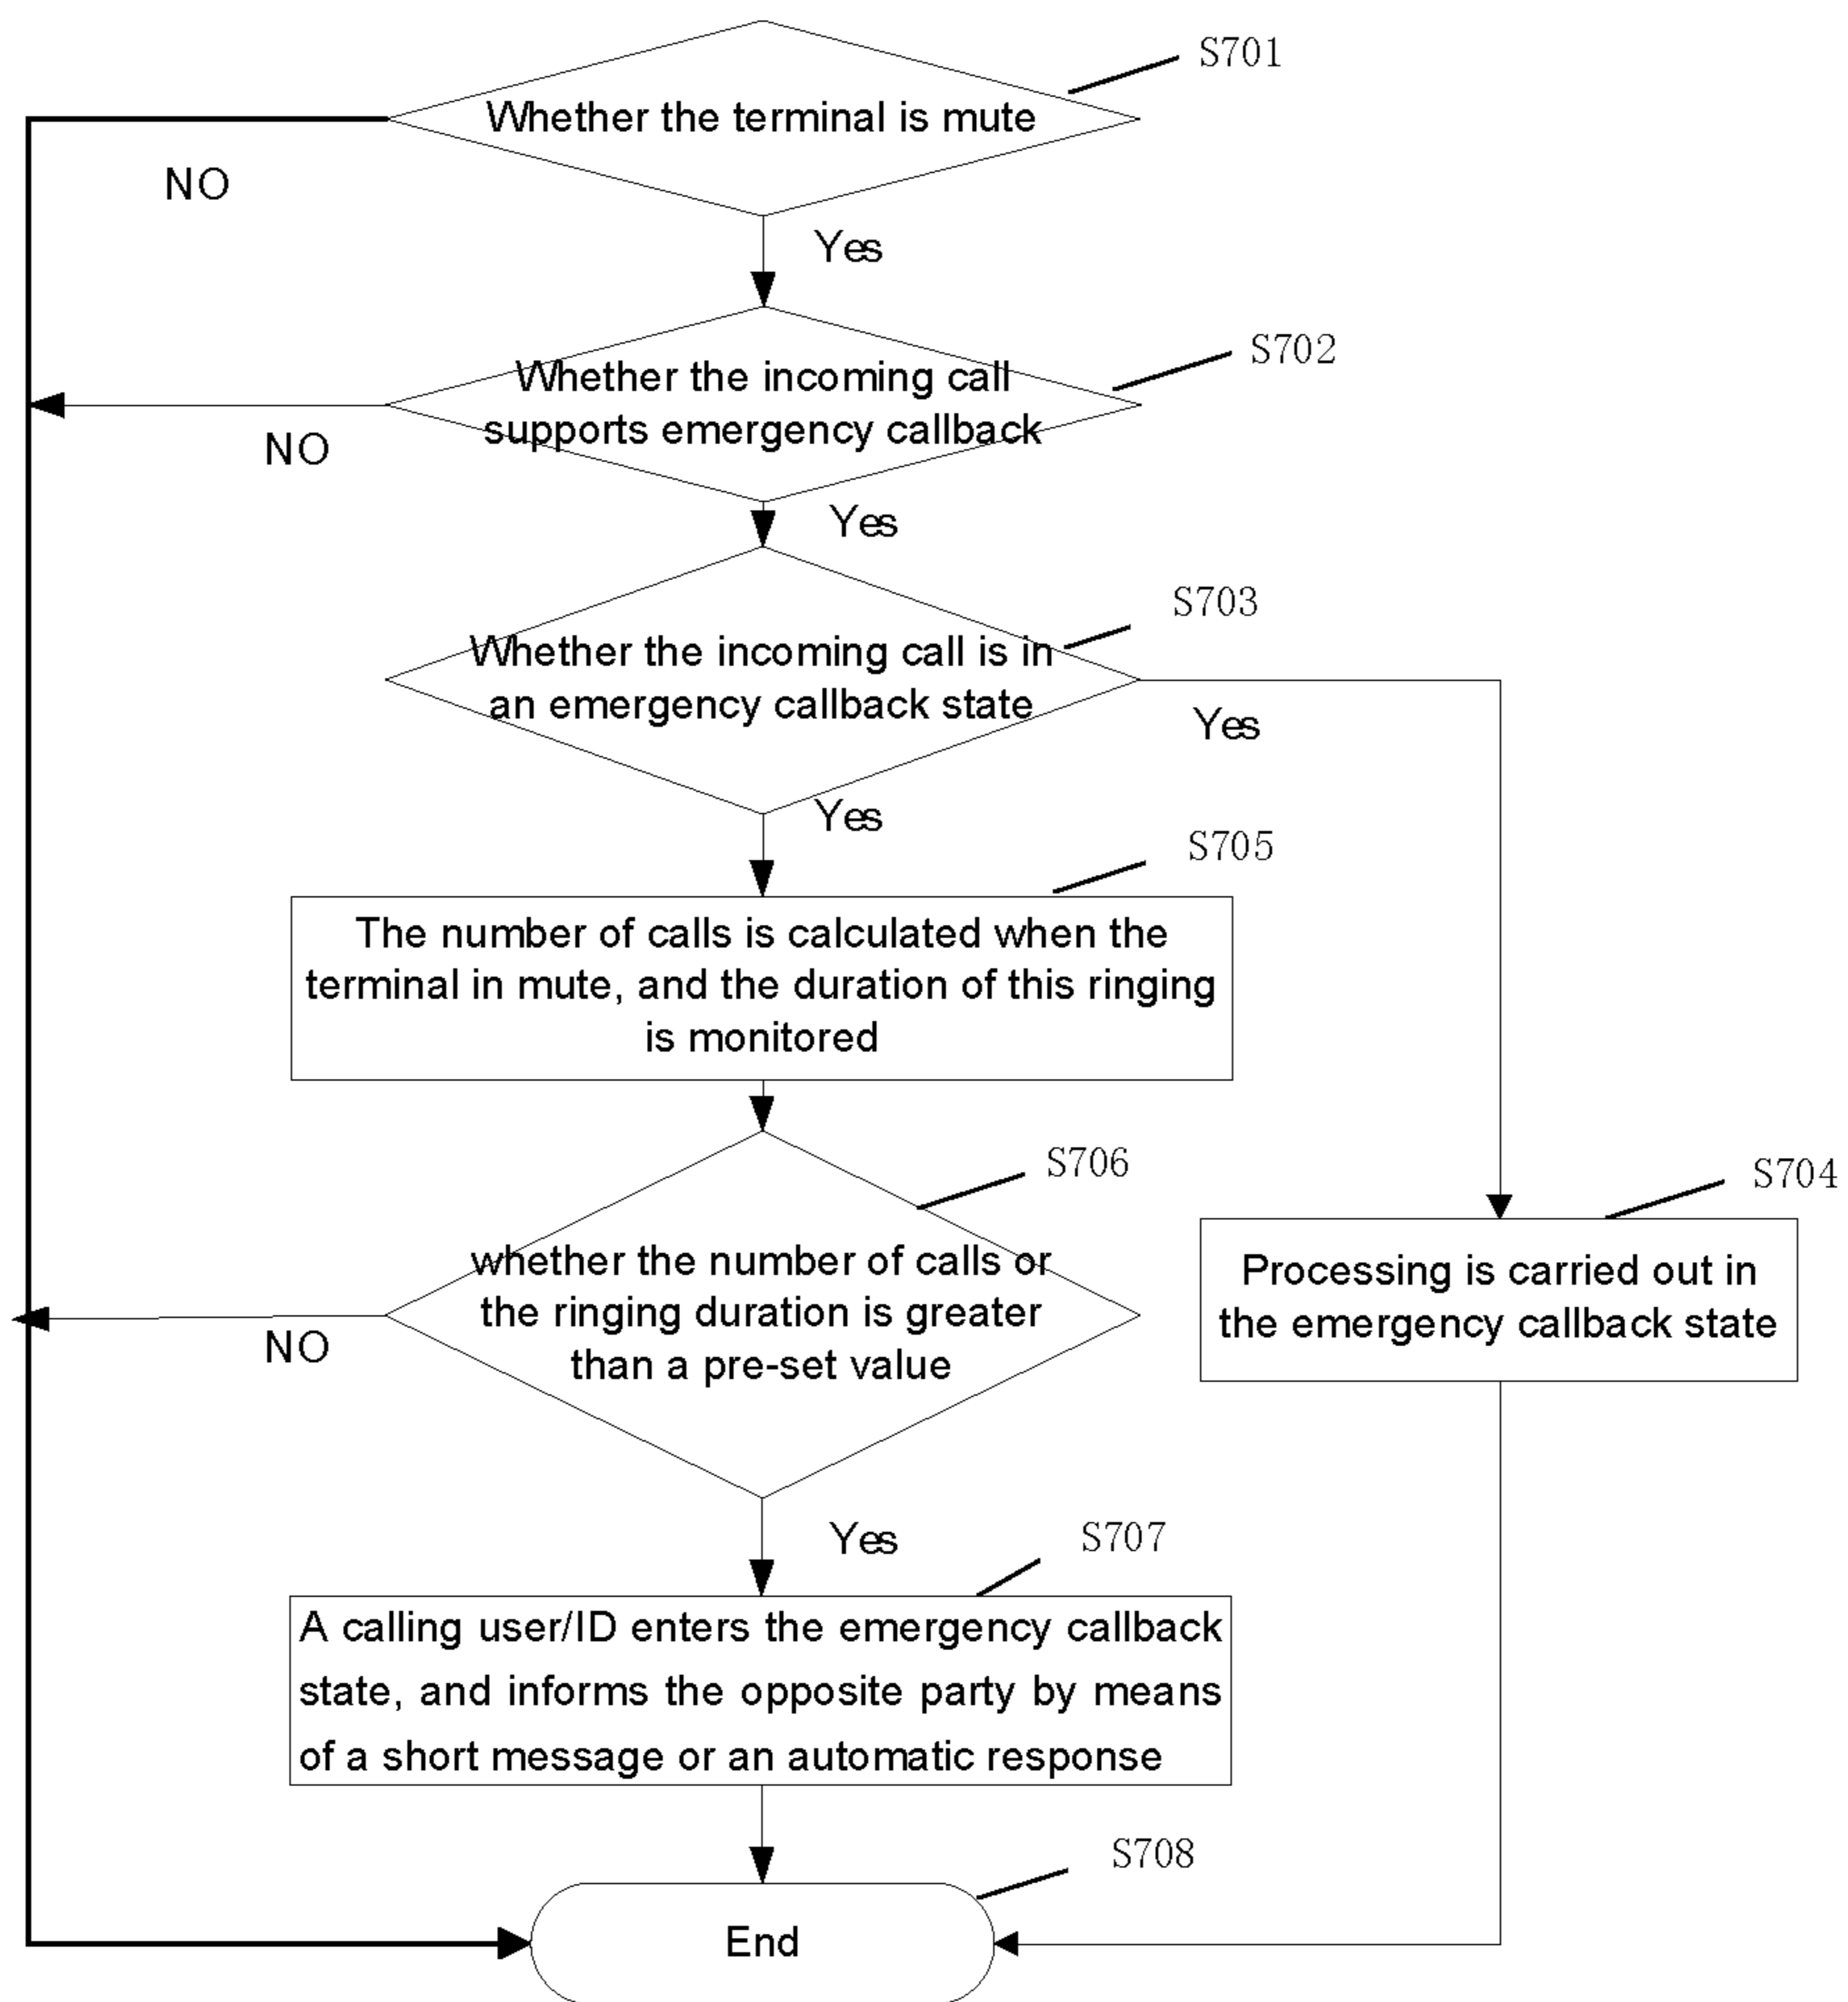 S701
Whether the terminal is mute
NO
Yes
S702
Whether the incoming call
supports emergency callback
NO
Yes
S703
Whether the incoming call is in
an emergency callback state
Yes
Yes
S705
The number of calls is calculated when the
terminal in mute, and the duration of this ringing
is monitored
S706
S704
whether the number of calls or
the ringing duration is greater
than a pre-set value
NO
Processing is carried out in
the emergency callback state
Yes
S707
A calling user/ID enters the emergency callback
state, and informs the opposite party by means
of a short message or an automatic response
S708
End